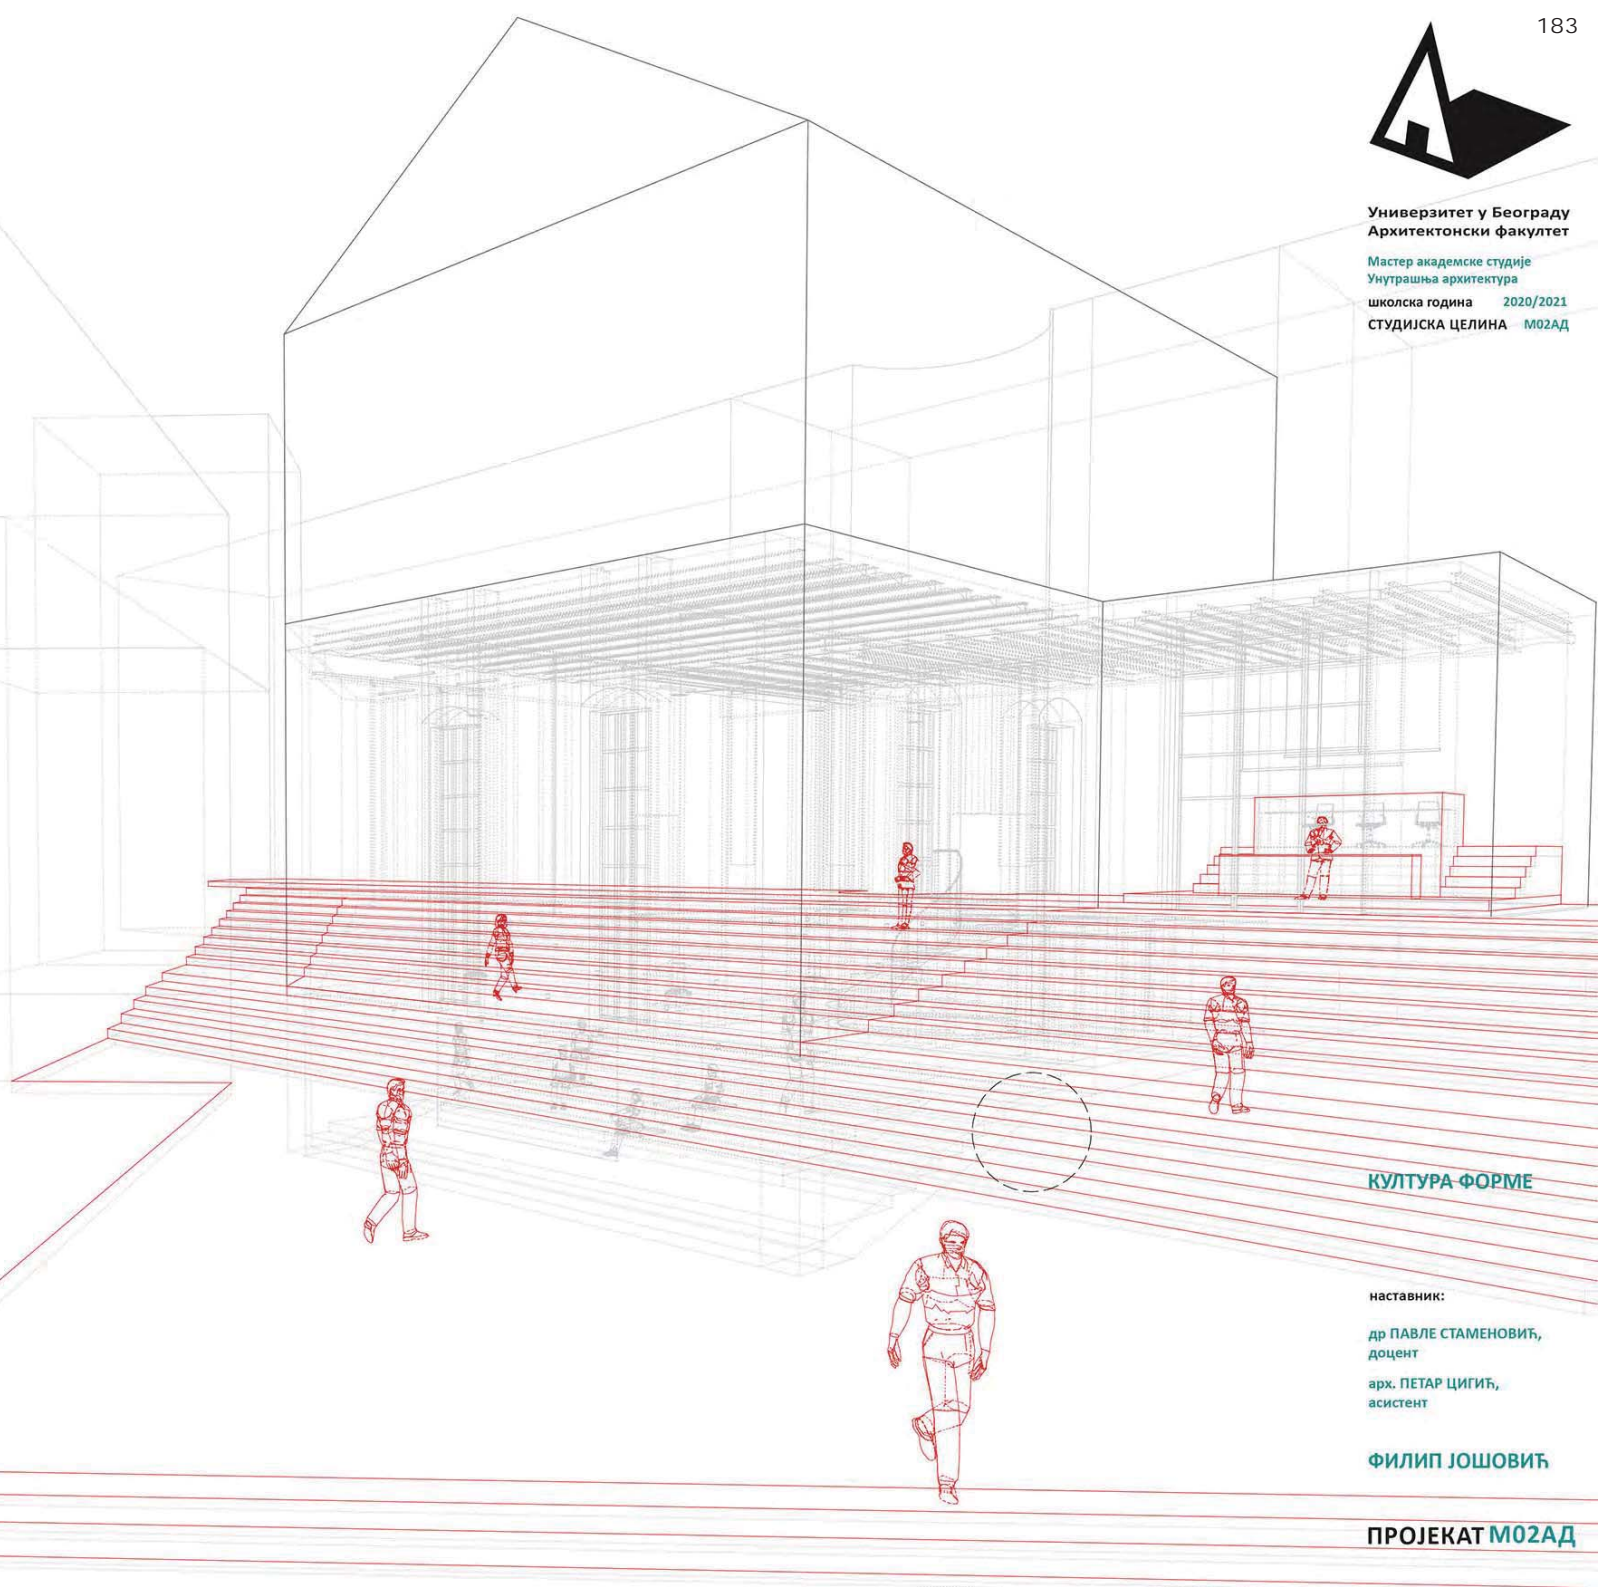 183
Универзитет у Београду
Архитектонски факултет
Мастер академске студије
Унутрашња архитектура
школска година 2020/2021
СТУДИЈСКА ЦЕЛИНА М02АД
КУЛТУРА ФОРМЕ
наставник:
др ПАВЛЕ СТАМЕНОВИЋ,
доцент
арх. ПЕТАР ЦИГИЋ,
асистент
ФИЛИП ЈОШОВИЋ
ПРОЈЕКАТ М02АД